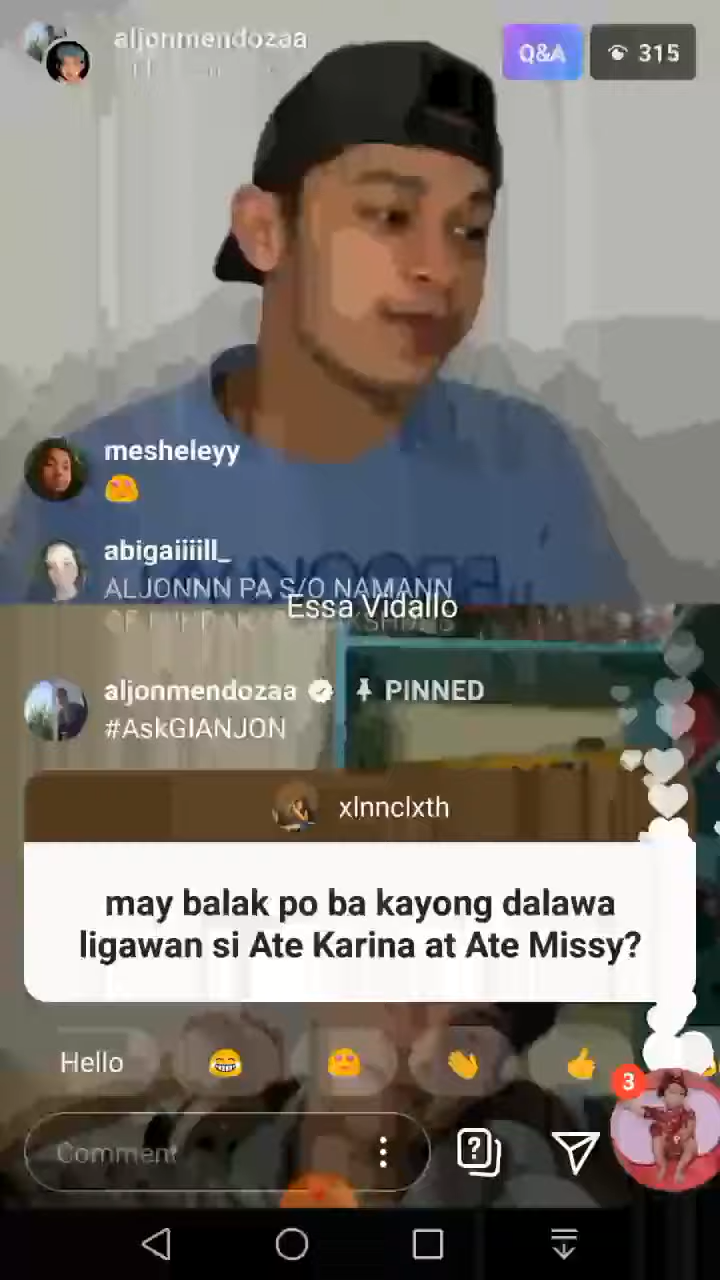 aljonmendozaa
Q&A
315
mesheleyy
abigaiiiill_
ALJONNN PA S/O NAMANN
Essa Vidallo
aljonmendozaa
PINNED
#AskGIANJON
xlnnclxth
may balak po ba kayong dalawa
ligawan si Ate Karina at Ate Missy?
Hello
3
Comment